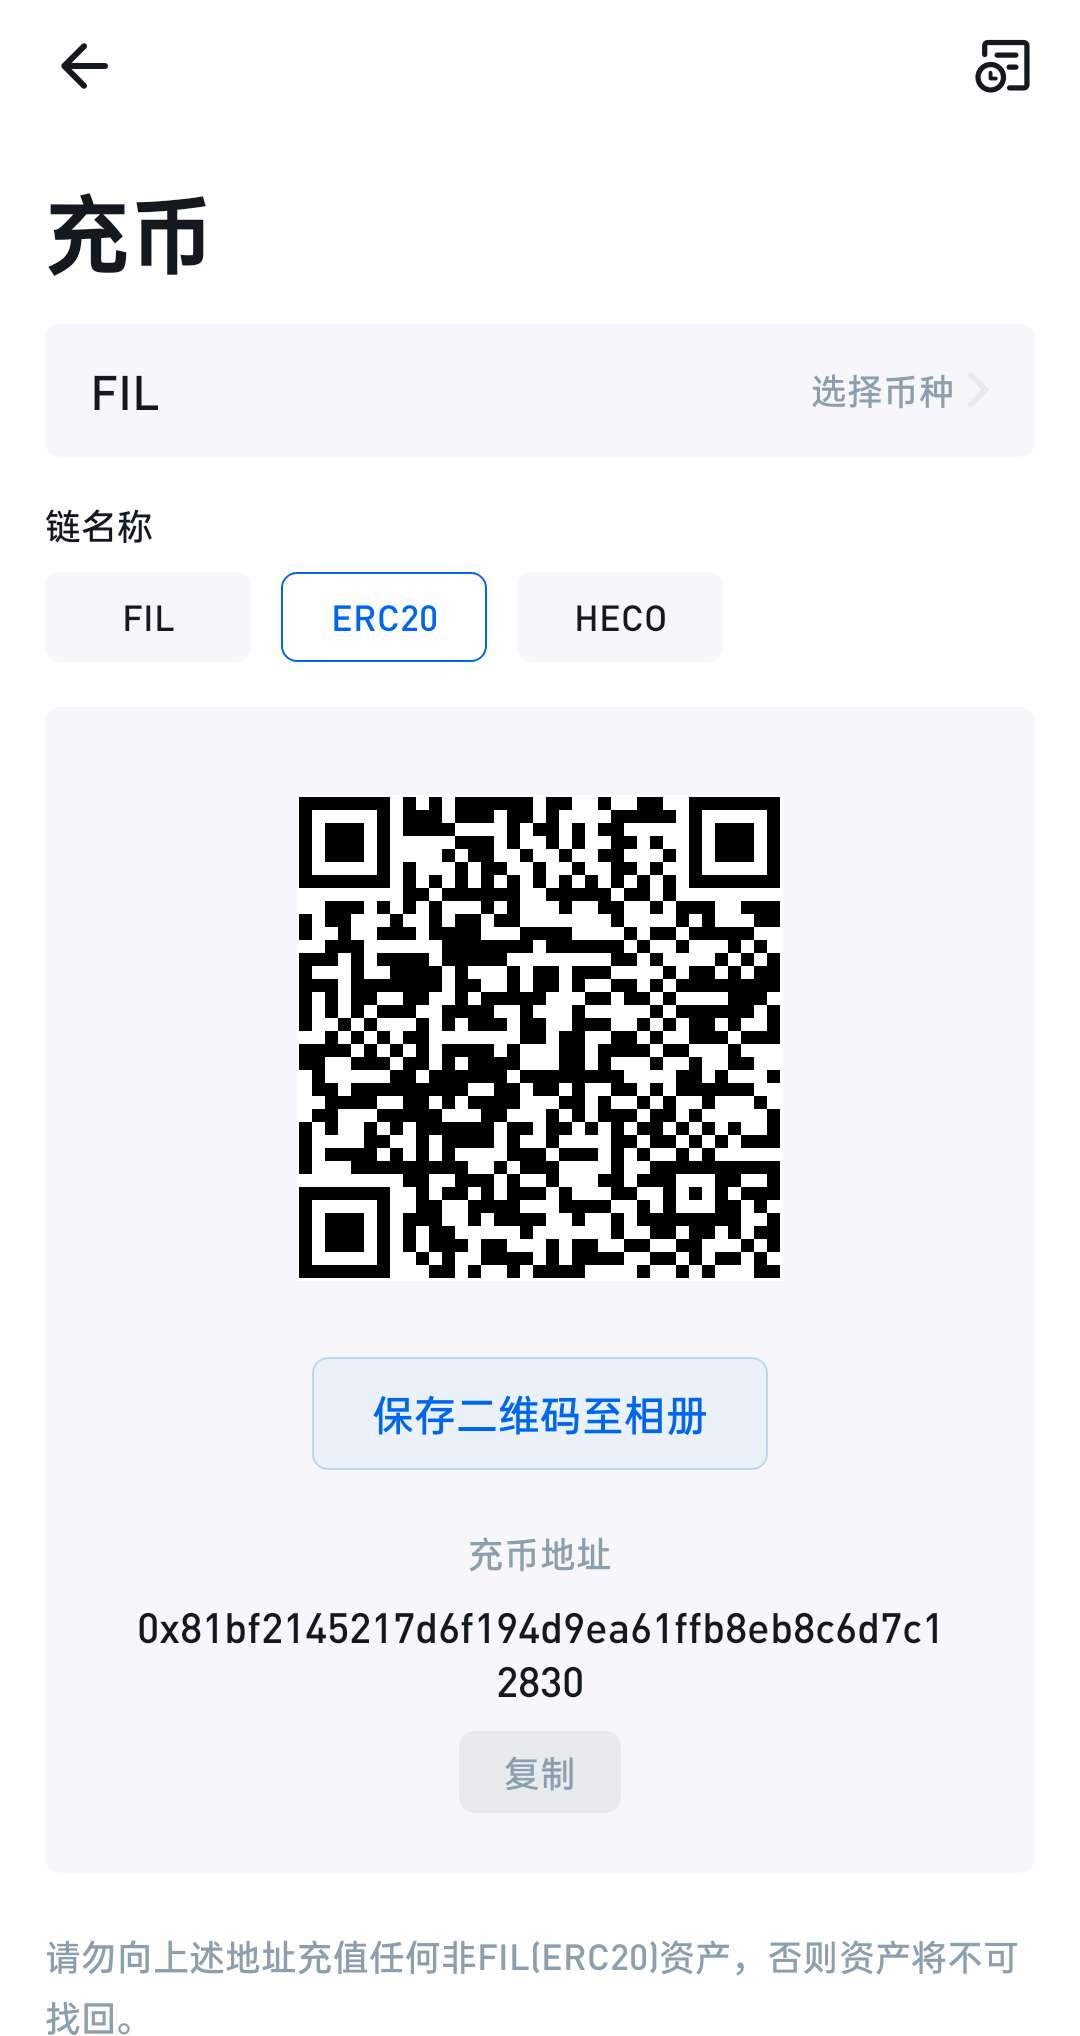 充币
FIL 选择币种
链名称
FIL ERC20 HECO
保存二维码至相册
充币地址
0x81bf2145217d6f194d9ea61ffb8eb8c6d7c1
2830
复制
请勿向上述地址充值任何非FIL(ERC20)资产，否则资产将不可
找回。